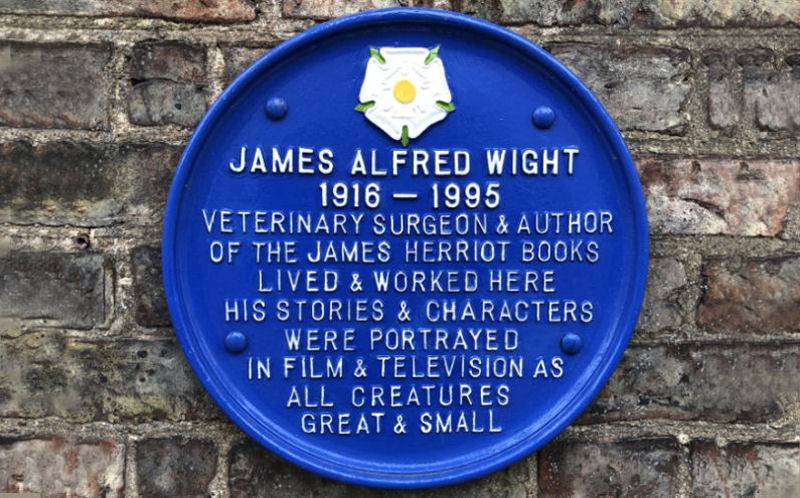 JAMES ALFRED WIGHT
1916 — 1995
VETERINARY SURGEON & AUTHOR
OF THE JAMES HERRIOT BOOKS
LIVED & WORKED HERE
HIS STORIES & CHARACTERS
WERE PORTRAYED
IN FILM & TELEVISION AS
ALL CREATURES
GREAT & SMALL